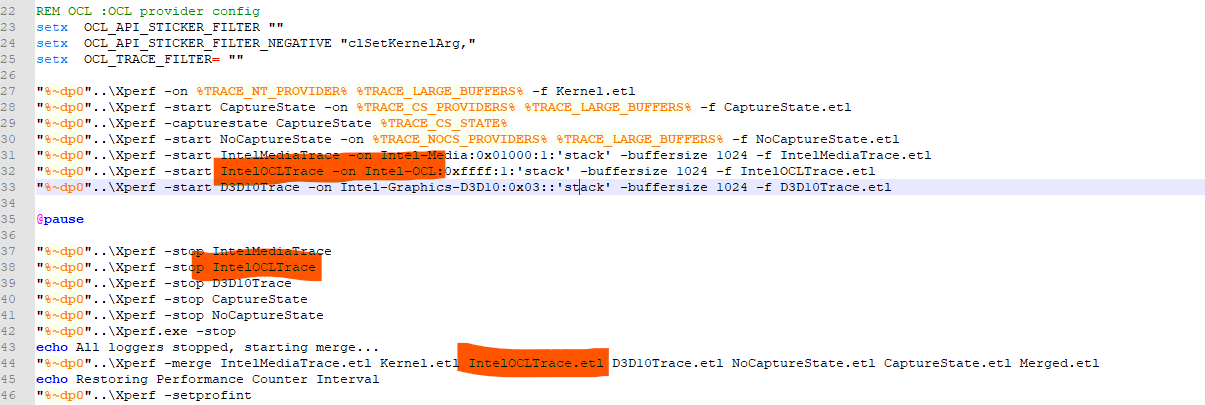 22 REM OCL :OCL provider config
23 setx  OCL_API_STICKER_FILTER ""
24 setx  OCL_API_STICKER_FILTER_NEGATIVE "clSetKernelArg,"
25 setx  OCL_TRACE_FILTER= ""
26
27 "%~dp0"..\Xperf -on %TRACE_NT_PROVIDER% %TRACE_LARGE_BUFFERS% -f Kernel.etl
28 "%~dp0"..\Xperf -start CaptureState -on %TRACE_CS_PROVIDERS% %TRACE_LARGE_BUFFERS% -f CaptureState.etl
29 "%~dp0"..\Xperf -capturestate CaptureState %TRACE_CS_STATE%
30 "%~dp0"..\Xperf -start NoCaptureState -on %TRACE_NOCS_PROVIDERS% %TRACE_LARGE_BUFFERS% -f NoCaptureState.etl
31 "%~dp0"..\Xperf -start IntelMediaTrace -on Intel-Media:0x01000:1:'stack' -buffersize 1024 -f IntelMediaTrace.etl
32 "%~dp0"..\Xperf -start IntelOCLTrace -on Intel-OCL:0xffff:1:'stack' -buffersize 1024 -f IntelOCLTrace.etl
33 "%~dp0"..\Xperf -start D3D10Trace -on Intel-Graphics-D3D10:0x03::'stack' -buffersize 1024 -f D3D10Trace.etl
34
35 @pause
36
37 "%~dp0"..\Xperf -stop IntelMediaTrace
38 "%~dp0"..\Xperf -stop IntelOCLTrace
39 "%~dp0"..\Xperf -stop D3D10Trace
40 "%~dp0"..\Xperf -stop CaptureState
41 "%~dp0"..\Xperf -stop NoCaptureState
42 "%~dp0"..\Xperf.exe -stop
43 echo All loggers stopped, starting merge...
44 "%~dp0"..\Xperf -merge IntelMediaTrace.etl Kernel.etl IntelOCLTrace.etl D3D10Trace.etl NoCaptureState.etl CaptureState.etl Merged.etl
45 echo Restoring Performance Counter Interval
46 "%~dp0"..\Xperf -setprofint